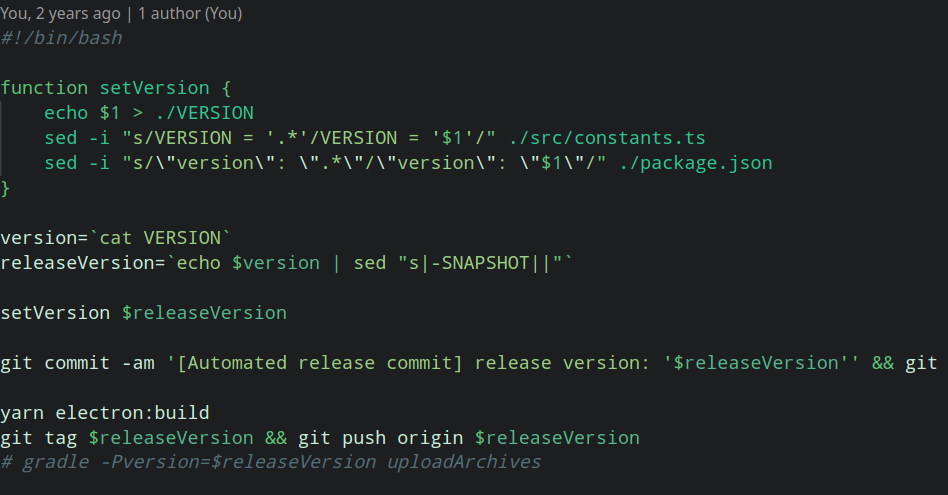 You, 2 years ago | 1 author (You)
#!/bin/bash
function setVersion {
    echo $1 > ./VERSION
    sed -i "s/VERSION = '.*'/VERSION = '$1'/" ./src/constants.ts
    sed -i "s/\"version\": \".*\"/\"version\": \"$1\"/" ./package.json
}
version=`cat VERSION`
releaseVersion=`echo $version | sed "s|-SNAPSHOT||"`
setVersion $releaseVersion
git commit -am '[Automated release commit] release version: '$releaseVersion'' && git
yarn electron:build
git tag $releaseVersion && git push origin $releaseVersion
# gradle -Pversion=$releaseVersion uploadArchives